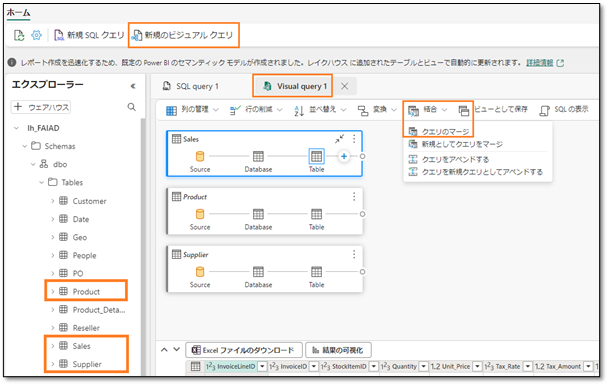 ホーム
新規 SQL クエリ 新規のビジュアル クエリ
レポート作成を迅速化するため、既定の Power BI のセマンティック モデルが作成されました。レイクハウス に追加されたテーブルとビューで自動的に更新されます。 詳細情報
エクスプローラー
+ ウェアハウス
lh_FAIAD
Schemas
dbo
Tables
Customer
Date
Geo
People
PO
Product
Product_Deta...
Reseller
Sales
Supplier
SQL query 1 Visual query 1
列の管理 行の削減 並べ替え 変換 結合 ビューとして保存 SQL の表示
クエリのマージ
新規としてクエリをマージ
クエリをアペンドする
クエリを新規クエリとしてアペンドする
Sales
Source Database Table
Product
Source Database Table
Supplier
Source Database Table
Excel ファイルのダウンロード 結果の可視化
1²3 InvoiceLineID 1²3 InvoiceID 1²3 StockItemID 1²3 Quantity 1.2 Unit_Price 1²3 Tax_Rate 1.2 Tax_Amount